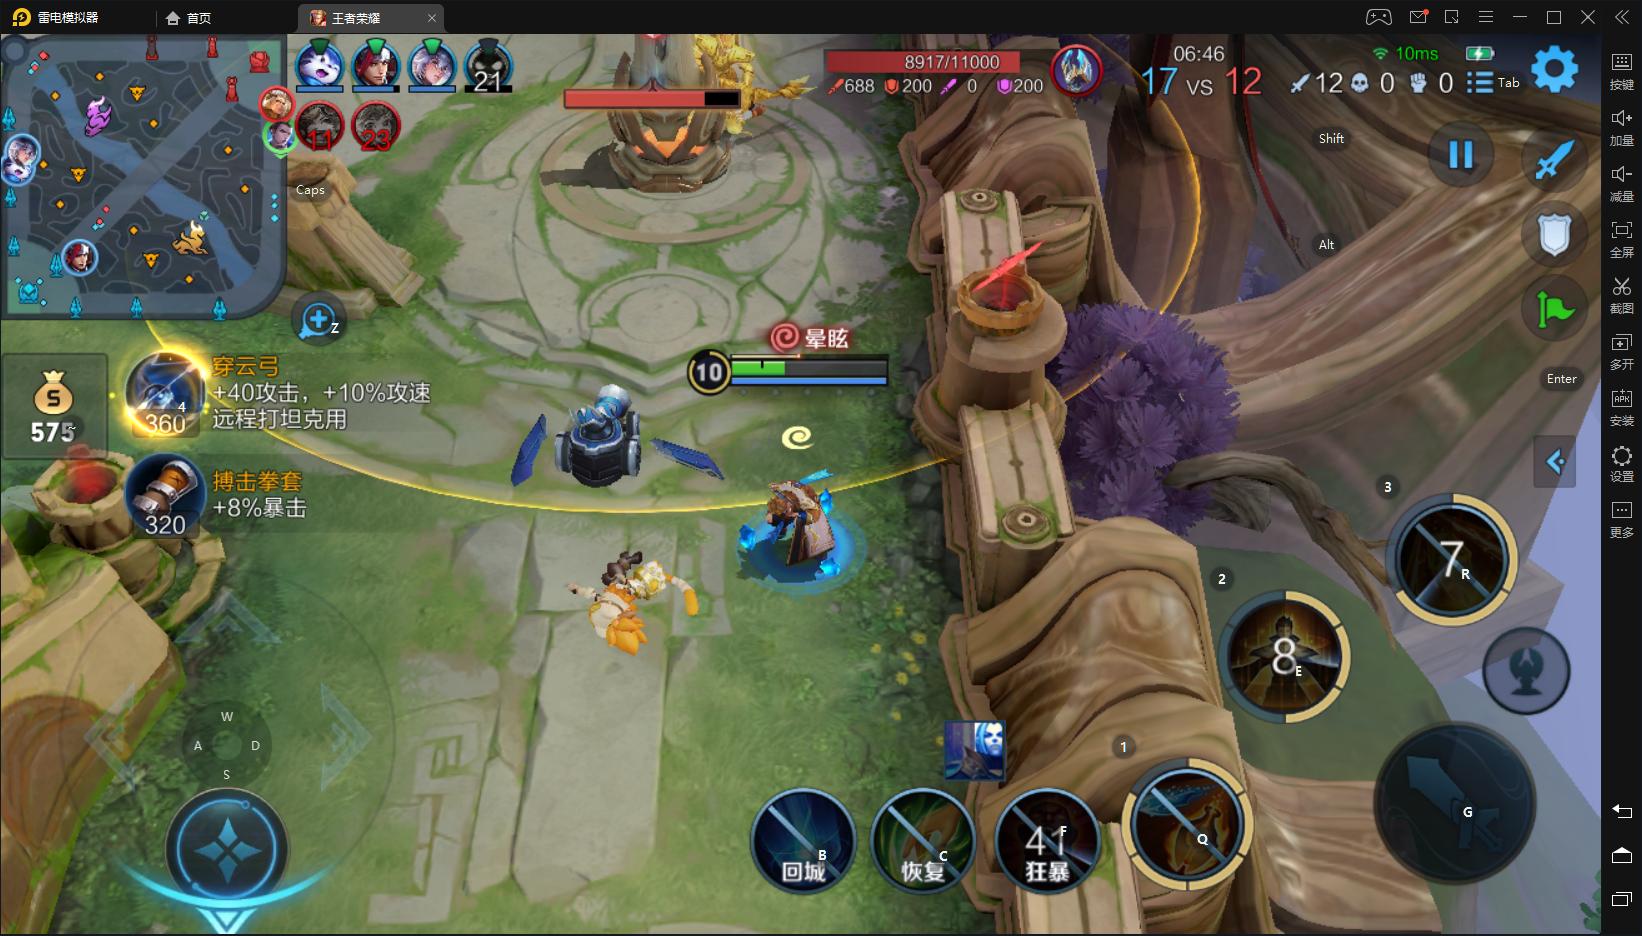 雷电模拟器
首页
王者荣耀
21
11
23
8917/11000
688
200
0
200
06:46
17 vs 12
12
0
0
10ms
Tab
Shift
Caps
Alt
Z
Enter
穿云弓
+40攻击，+10%攻速
远程打坦克用
4
360
575
~
搏击拳套
+8%暴击
320
10
晕眩
3
7
R
2
8
E
1
Q
W
A
D
S
B
回城
C
恢复
41
F
狂暴
G
按键
加量
减量
全屏
截图
多开
APK
安装
设置
更多